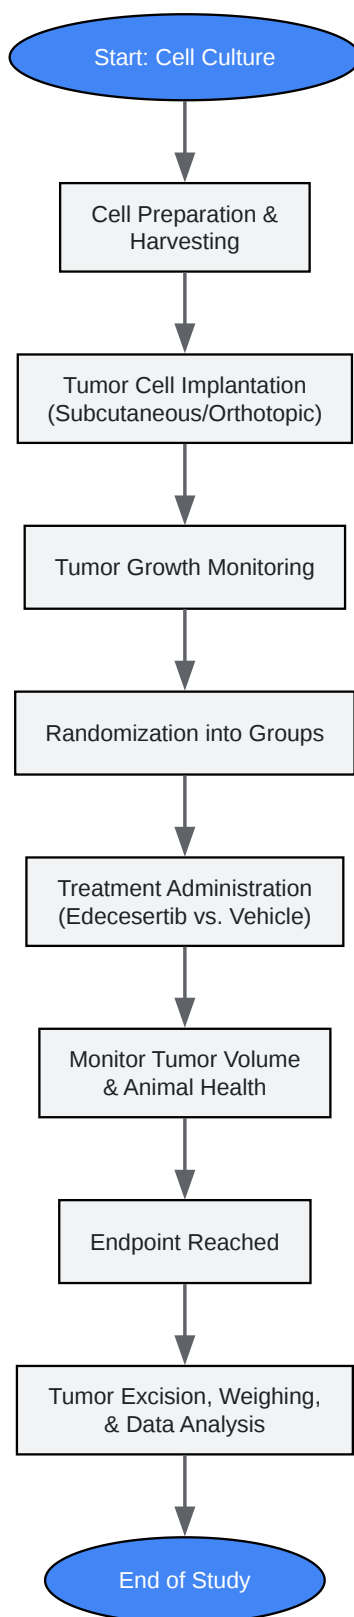 Start: Cell Culture
Cell Preparation &
Harvesting
Tumor Cell Implantation
(Subcutaneous/Orthotopic)
Tumor Growth Monitoring
Randomization into Groups
Treatment Administration
(Edecesertib vs. Vehicle)
Monitor Tumor Volume
& Animal Health
Endpoint Reached
Tumor Excision, Weighing,
& Data Analysis
End of Study